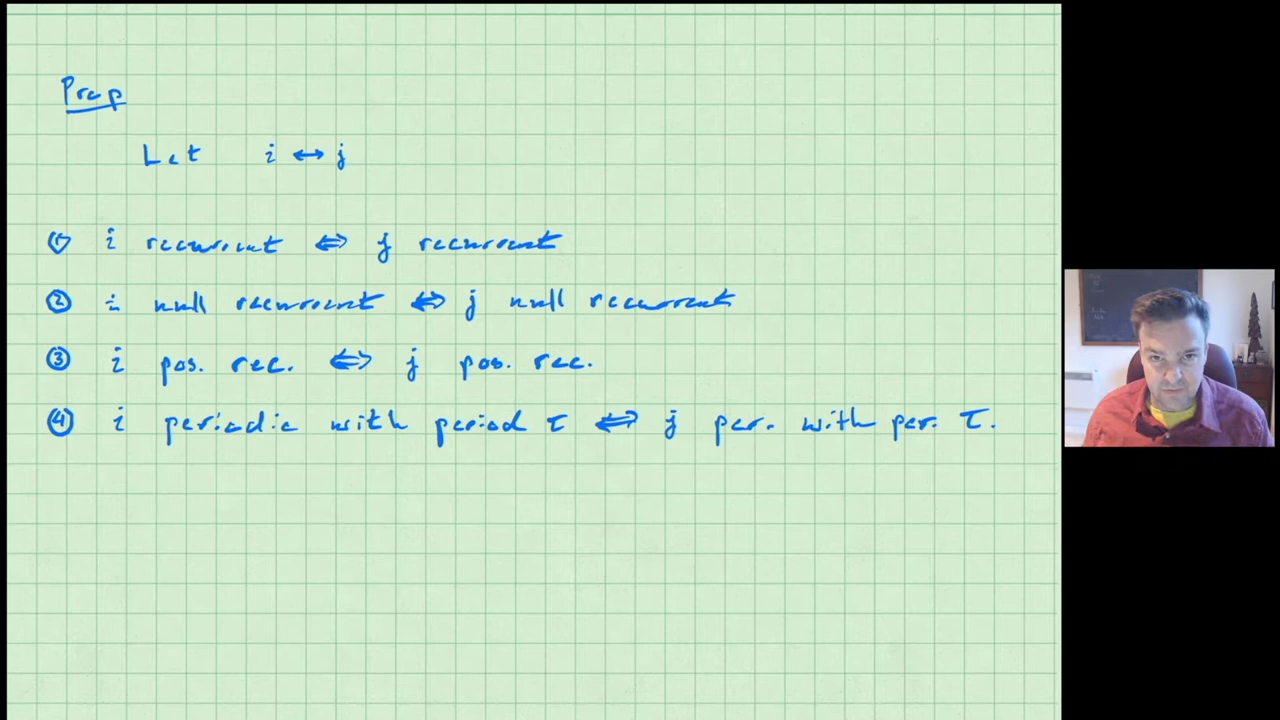 Prop
Let i ↔ j
① i recurrent ⇔ j recurrent
② i null recurrent ⇔ j null recurrent
③ i pos. rec. ⇔ j pos. rec.
④ i periodic with period τ ⇔ j per. with per. τ.